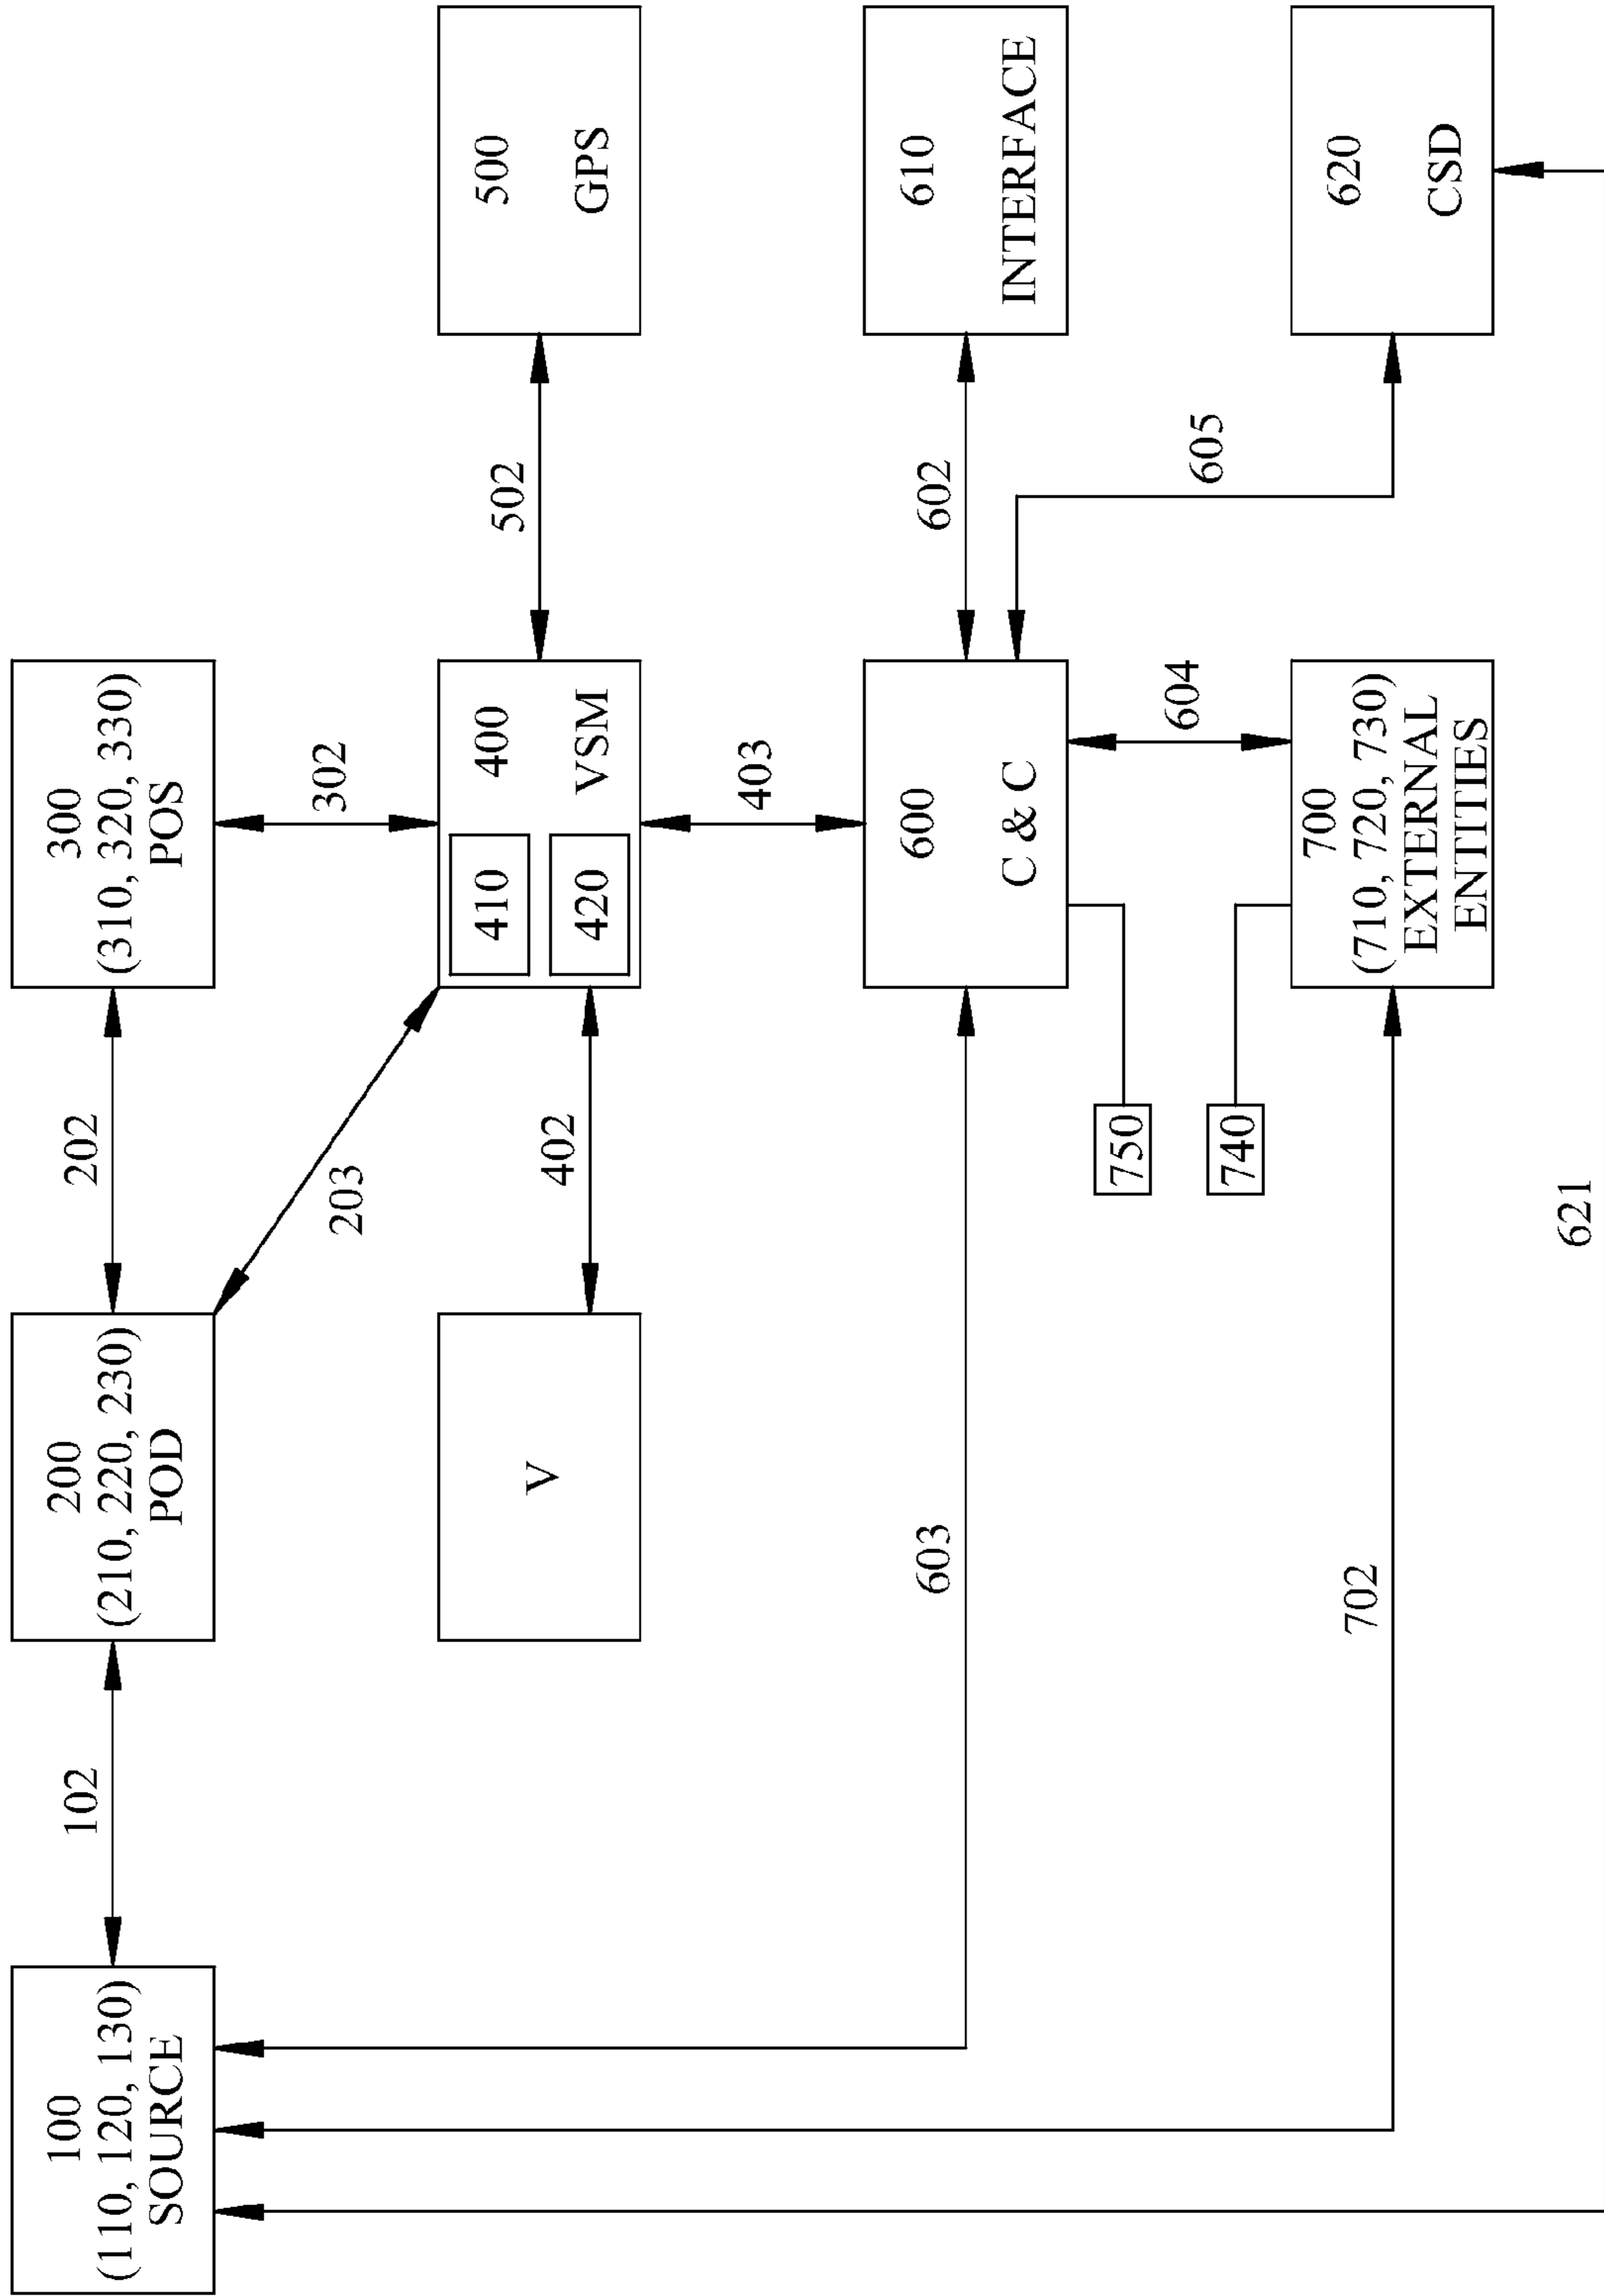 100
(110, 120, 130)
SOURCE
102
200
(210, 220, 230)
POD
202
300
(310, 320, 330)
POS
203
302
V
402
410
420
400
VSM
502
500
GPS
403
603
600
C & C
602
610
INTERFACE
605
750
740
604
702
700
(710, 720, 730)
EXTERNAL
ENTITIES
620
CSD
621